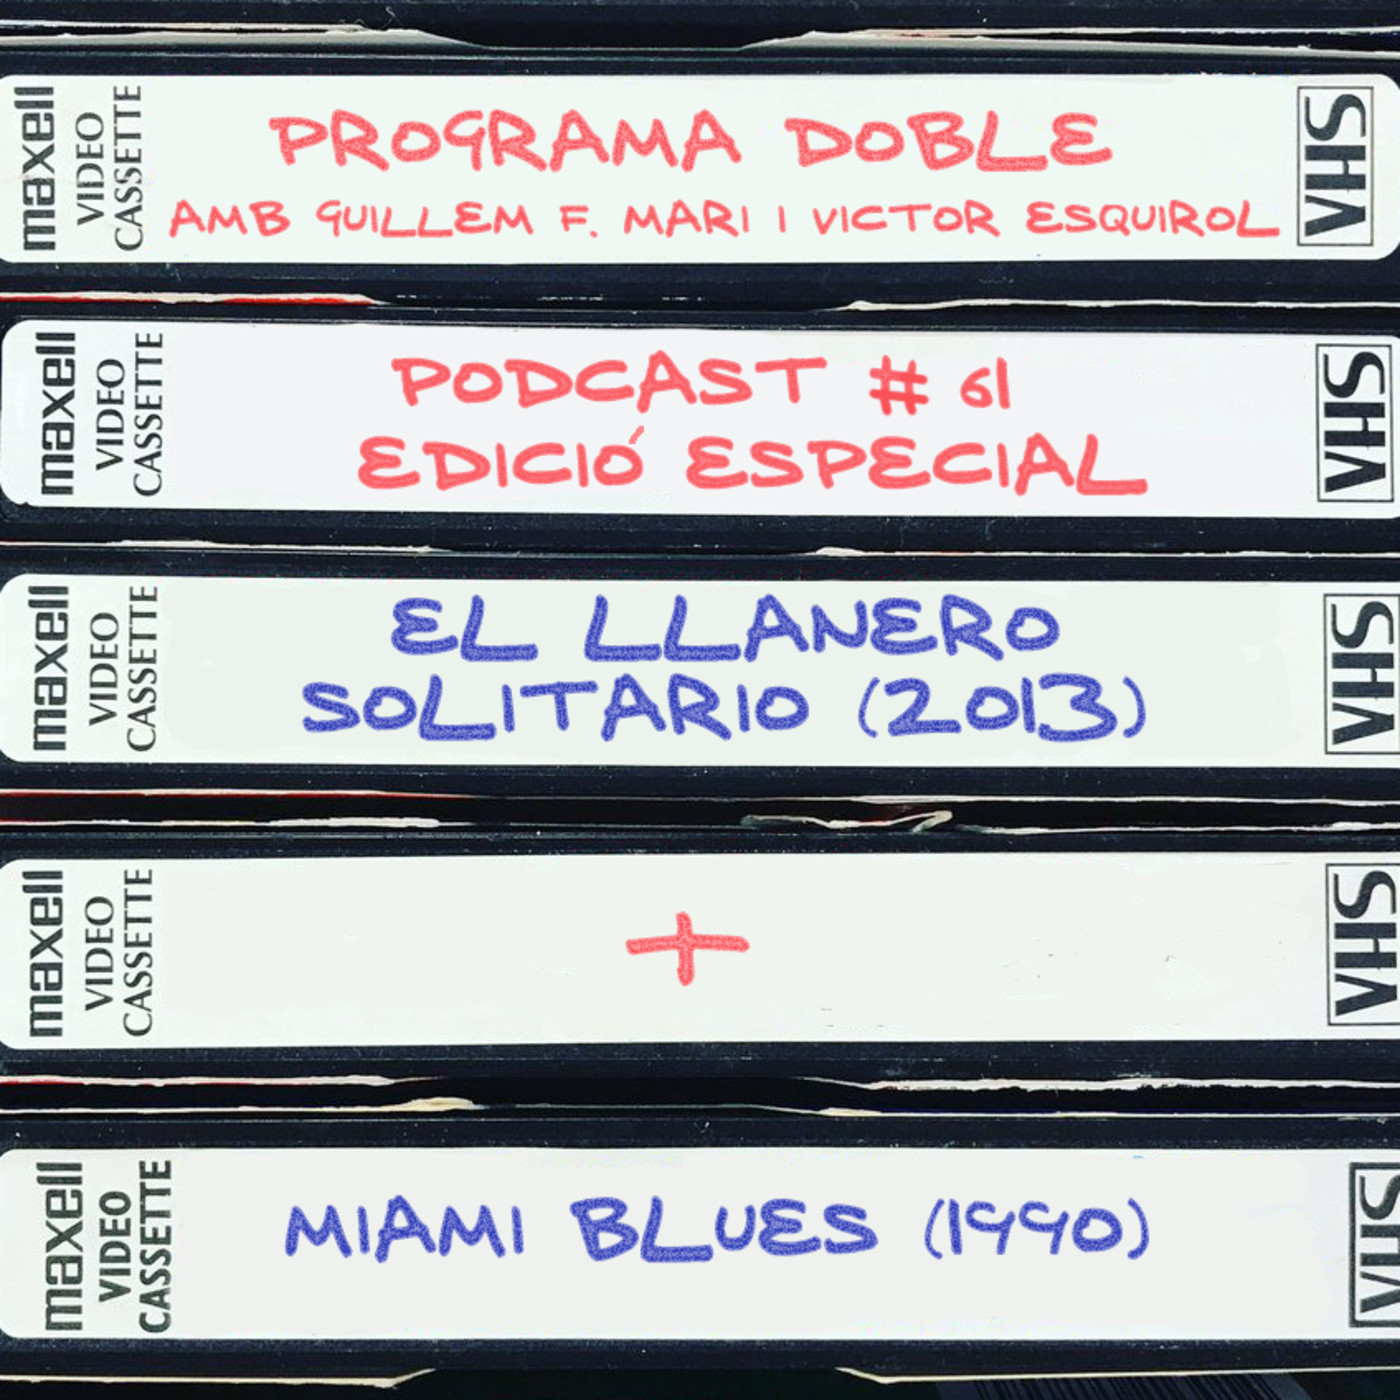 maxell
VIDEO
CASSETTE
PROGRAMA DOBLE
AMB GUILLEM F. MARI I VICTOR ESQUIROL
VHS
maxell
VIDEO
CASSETTE
PODCAST # 61
EDICIÓ ESPECIAL
VHS
maxell
VIDEO
CASSETTE
EL LLANERO
SOLITARIO (2013)
VHS
maxell
VIDEO
CASSETTE
+
VHS
maxell
VIDEO
CASSETTE
MIAMI BLUES (1990)
VHS